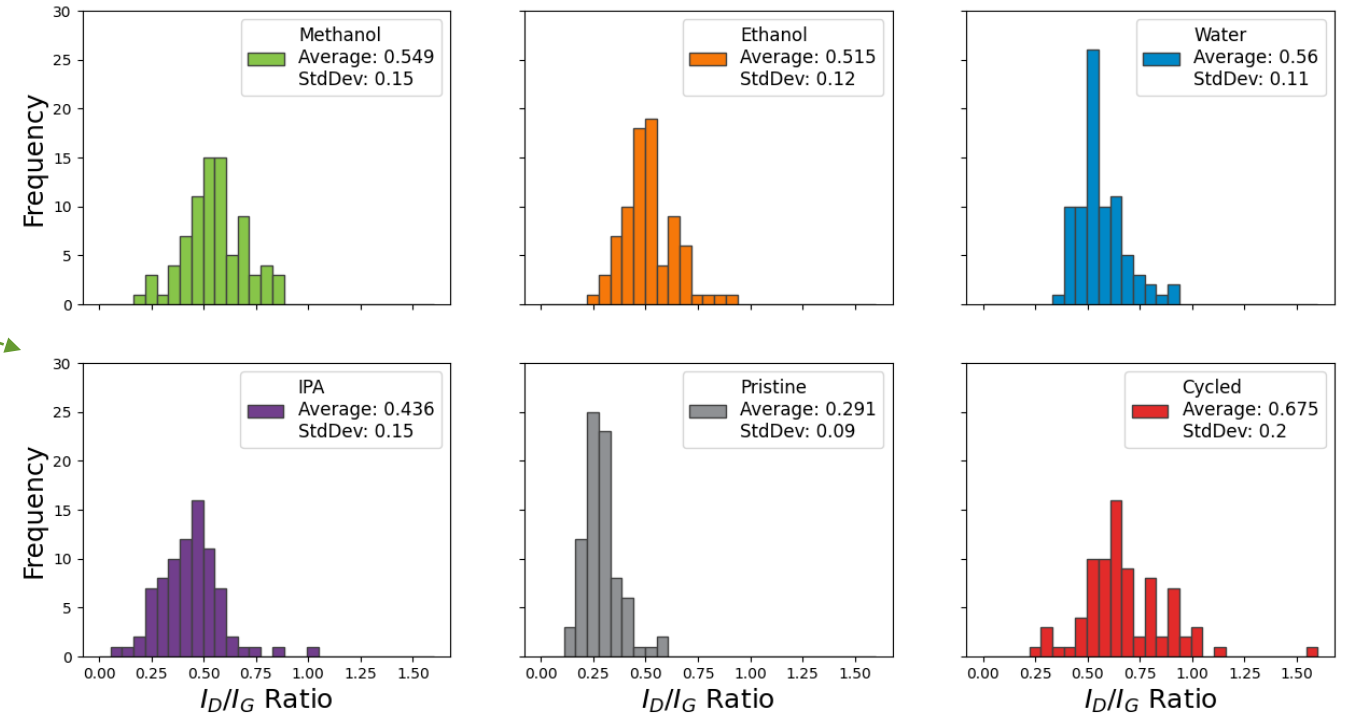 30
25
20
15
10
5
0
Frequency
Methanol
Average: 0.549
StdDev: 0.15
Ethanol
Average: 0.515
StdDev: 0.12
Water
Average: 0.56
StdDev: 0.11
30
25
20
15
10
5
0
Frequency
IPA
Average: 0.436
StdDev: 0.15
0.00 0.25 0.50 0.75 1.00 1.25 1.50
I_D/I_G Ratio
Pristine
Average: 0.291
StdDev: 0.09
0.00 0.25 0.50 0.75 1.00 1.25 1.50
I_D/I_G Ratio
Cycled
Average: 0.675
StdDev: 0.2
0.00 0.25 0.50 0.75 1.00 1.25 1.50
I_D/I_G Ratio